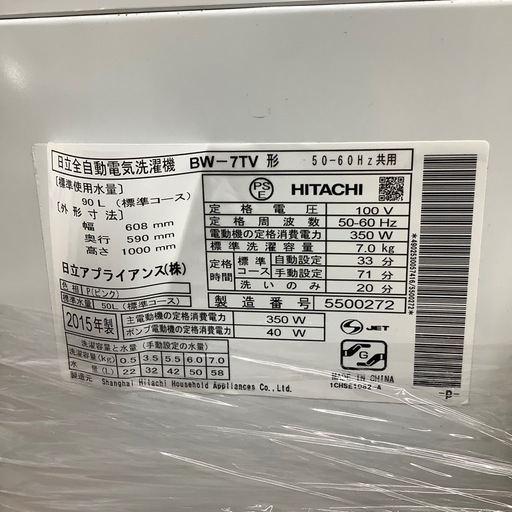 日立全自動電気洗濯機 BW-7TV 形 50-60Hz共用
[標準使用水量]
90L (標準コース)
[外形寸法]
幅 608 mm
奥行 590 mm
高さ 1000 mm
日立アプライアンス(株)
色相 P(ピンク)
標準水量 50L (標準コース)
2015年製
PSE HITACHI
定格電圧 100 V
定格周波数 50-60 Hz
電動機の定格消費電力 350 W
標準洗濯容量 7.0 kg
定格時間 標準コース 自動設定 33 分
手動設定 71 分
洗いのみ 20 分
製造番号 5500272
主電動機の定格消費電力 350 W
ポンプ電動機の定格消費電力 40 W
S JET
洗濯容量と水量 (手動設定の水量)
洗濯容量(kg) 0.5 3.5 5.5 6.0 7.0
水量(L) 22 32 42 50 58
製造元 Shanghai Hitachi Household Appliances Co., Ltd.
G
MADE IN CHINA
1CHSE1982-A
-P-